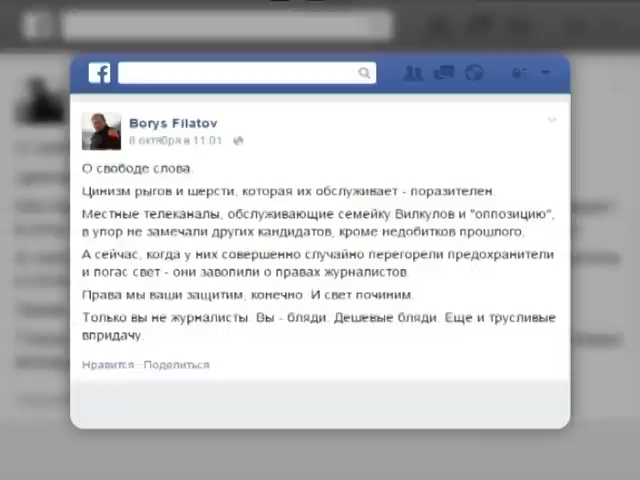 f
Borys Filatov
8 октября в 11:01
О свободе слова.
Цинизм рыгов и шерсти, которая их обслуживает - поразителен.
Местные телеканалы, обслуживающие семейку Вилкулов и "оппозицию",
в упор не замечали других кандидатов, кроме недобитков прошлого.
А сейчас, когда у них совершенно случайно перегорели предохранители
и погас свет - они завопили о правах журналистов.
Права мы ваши защитим, конечно. И свет починим.
Только вы не журналисты. Вы - бляди. Дешевые бляди. Еще и трусливые
впридачу.
Нравится · Поделиться